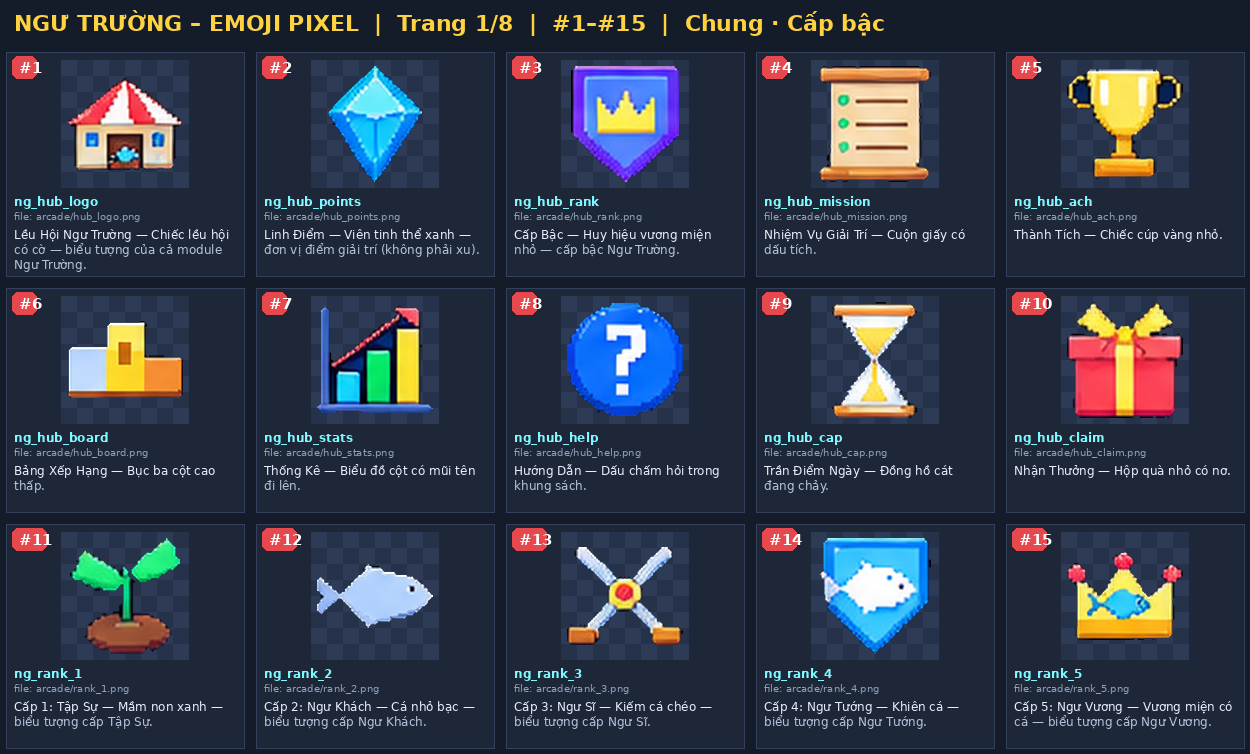 NGƯ TRƯỜNG – EMOJI PIXEL | Trang 1/8 | #1–#15 | Chung · Cấp bậc
#1
ng_hub_logo
file: arcade/hub_logo.png
Lều Hội Ngư Trường — Chiếc lều hội
có cờ — biểu tượng của cả module
Ngư Trường.
#2
ng_hub_points
file: arcade/hub_points.png
Linh Điểm — Viên tinh thể xanh —
đơn vị điểm giải trí (không phải xu).
#3
ng_hub_rank
file: arcade/hub_rank.png
Cấp Bậc — Huy hiệu vương miện
nhỏ — cấp bậc Ngư Trường.
#4
ng_hub_mission
file: arcade/hub_mission.png
Nhiệm Vụ Giải Trí — Cuộn giấy có
dấu tích.
#5
ng_hub_ach
file: arcade/hub_ach.png
Thành Tích — Chiếc cúp vàng nhỏ.
#6
ng_hub_board
file: arcade/hub_board.png
Bảng Xếp Hạng — Bục ba cột cao
thấp.
#7
ng_hub_stats
file: arcade/hub_stats.png
Thống Kê — Biểu đồ cột có mũi tên
đi lên.
#8
?
ng_hub_help
file: arcade/hub_help.png
Hướng Dẫn — Dấu chấm hỏi trong
khung sách.
#9
ng_hub_cap
file: arcade/hub_cap.png
Trần Điểm Ngày — Đồng hồ cát
đang chảy.
#10
ng_hub_claim
file: arcade/hub_claim.png
Nhận Thưởng — Hộp quà nhỏ có nơ.
#11
ng_rank_1
file: arcade/rank_1.png
Cấp 1: Tập Sự — Mầm non xanh —
biểu tượng cấp Tập Sự.
#12
ng_rank_2
file: arcade/rank_2.png
Cấp 2: Ngư Khách — Cá nhỏ bạc —
biểu tượng cấp Ngư Khách.
#13
ng_rank_3
file: arcade/rank_3.png
Cấp 3: Ngư Sĩ — Kiếm cá chéo —
biểu tượng cấp Ngư Sĩ.
#14
ng_rank_4
file: arcade/rank_4.png
Cấp 4: Ngư Tướng — Khiên cá —
biểu tượng cấp Ngư Tướng.
#15
ng_rank_5
file: arcade/rank_5.png
Cấp 5: Ngư Vương — Vương miện có
cá — biểu tượng cấp Ngư Vương.